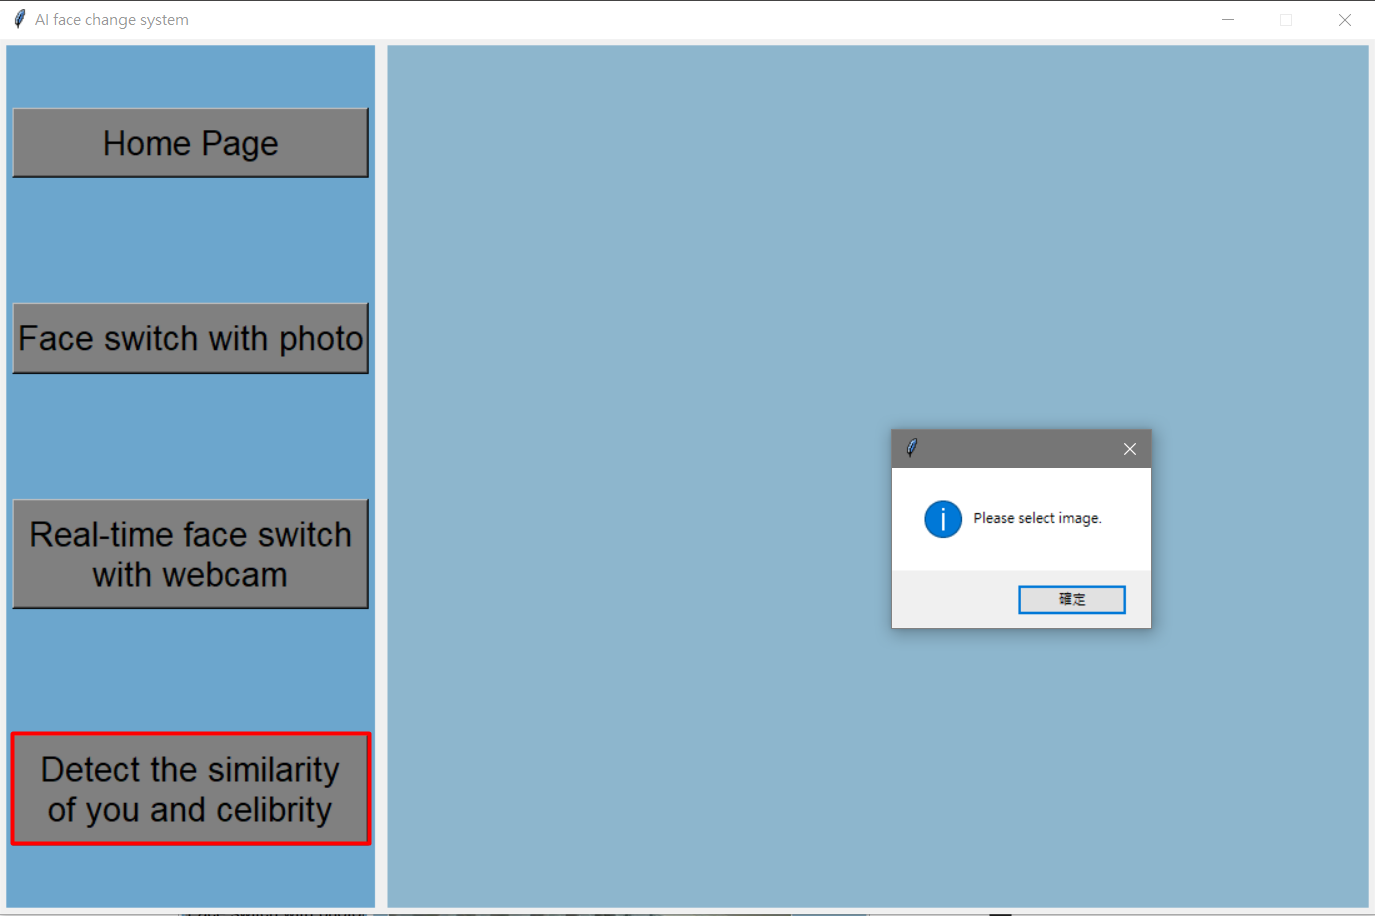 AI face change system
Home Page
Face switch with photo
Real-time face switch
with webcam
Detect the similarity
of you and celibrity
Please select image.
確定